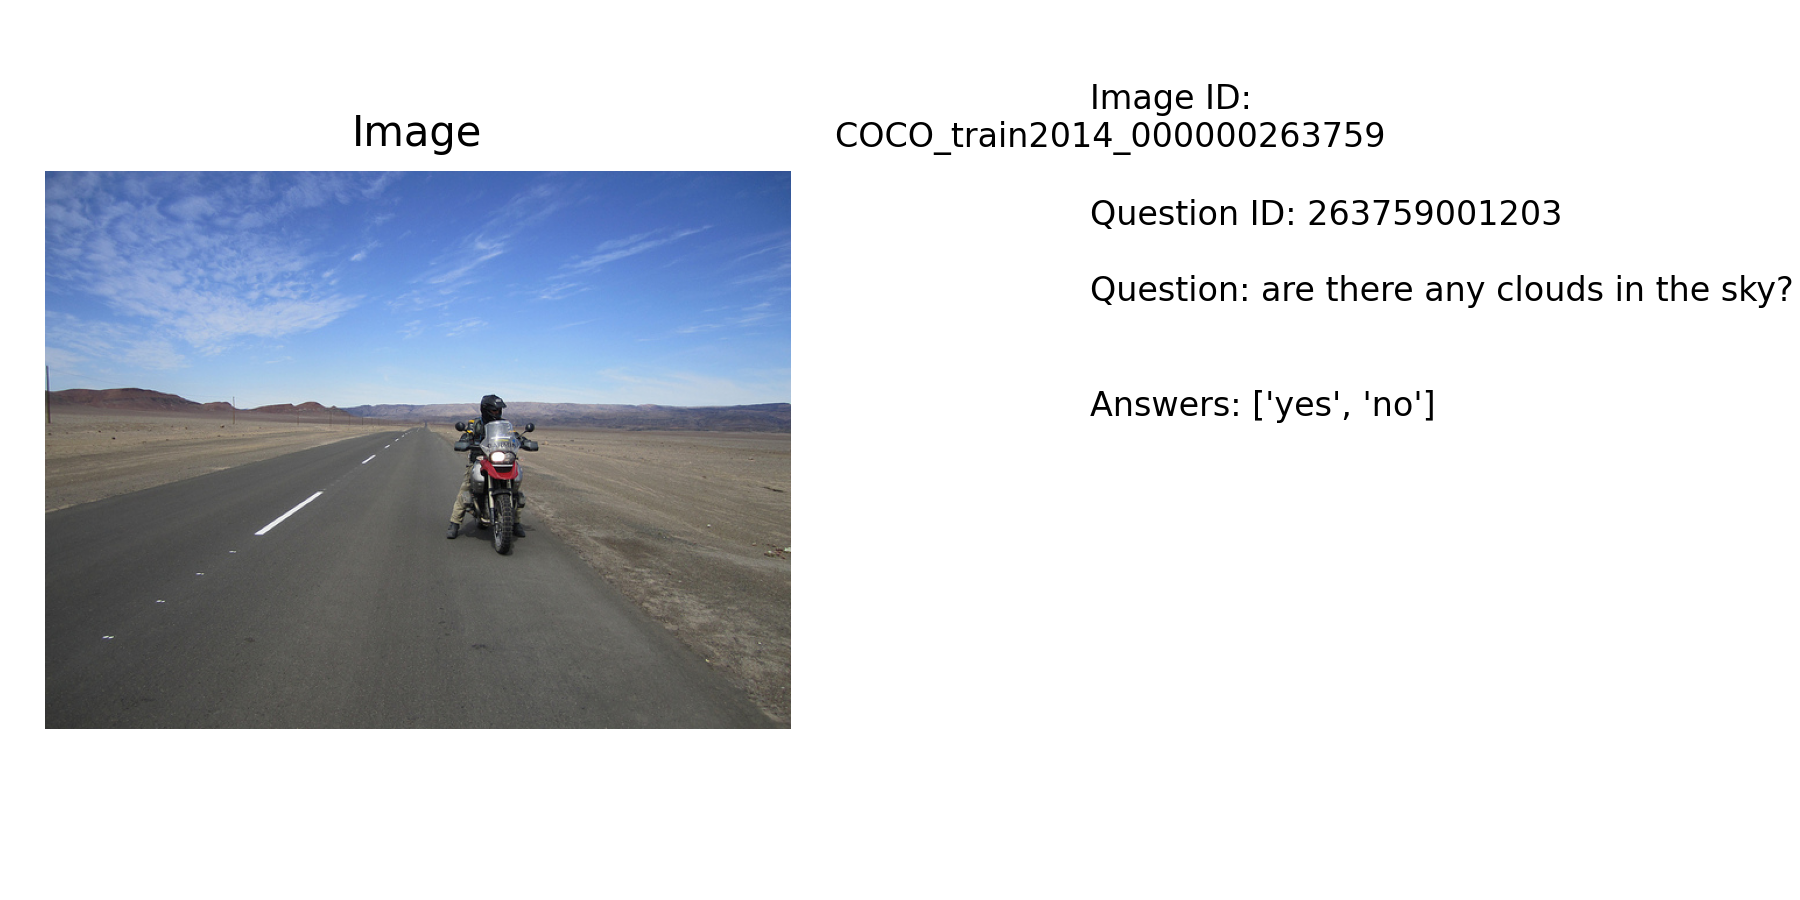 Image
Image ID:
COCO_train2014_000000263759
Question ID: 263759001203
Question: are there any clouds in the sky?
Answers: ['yes', 'no']